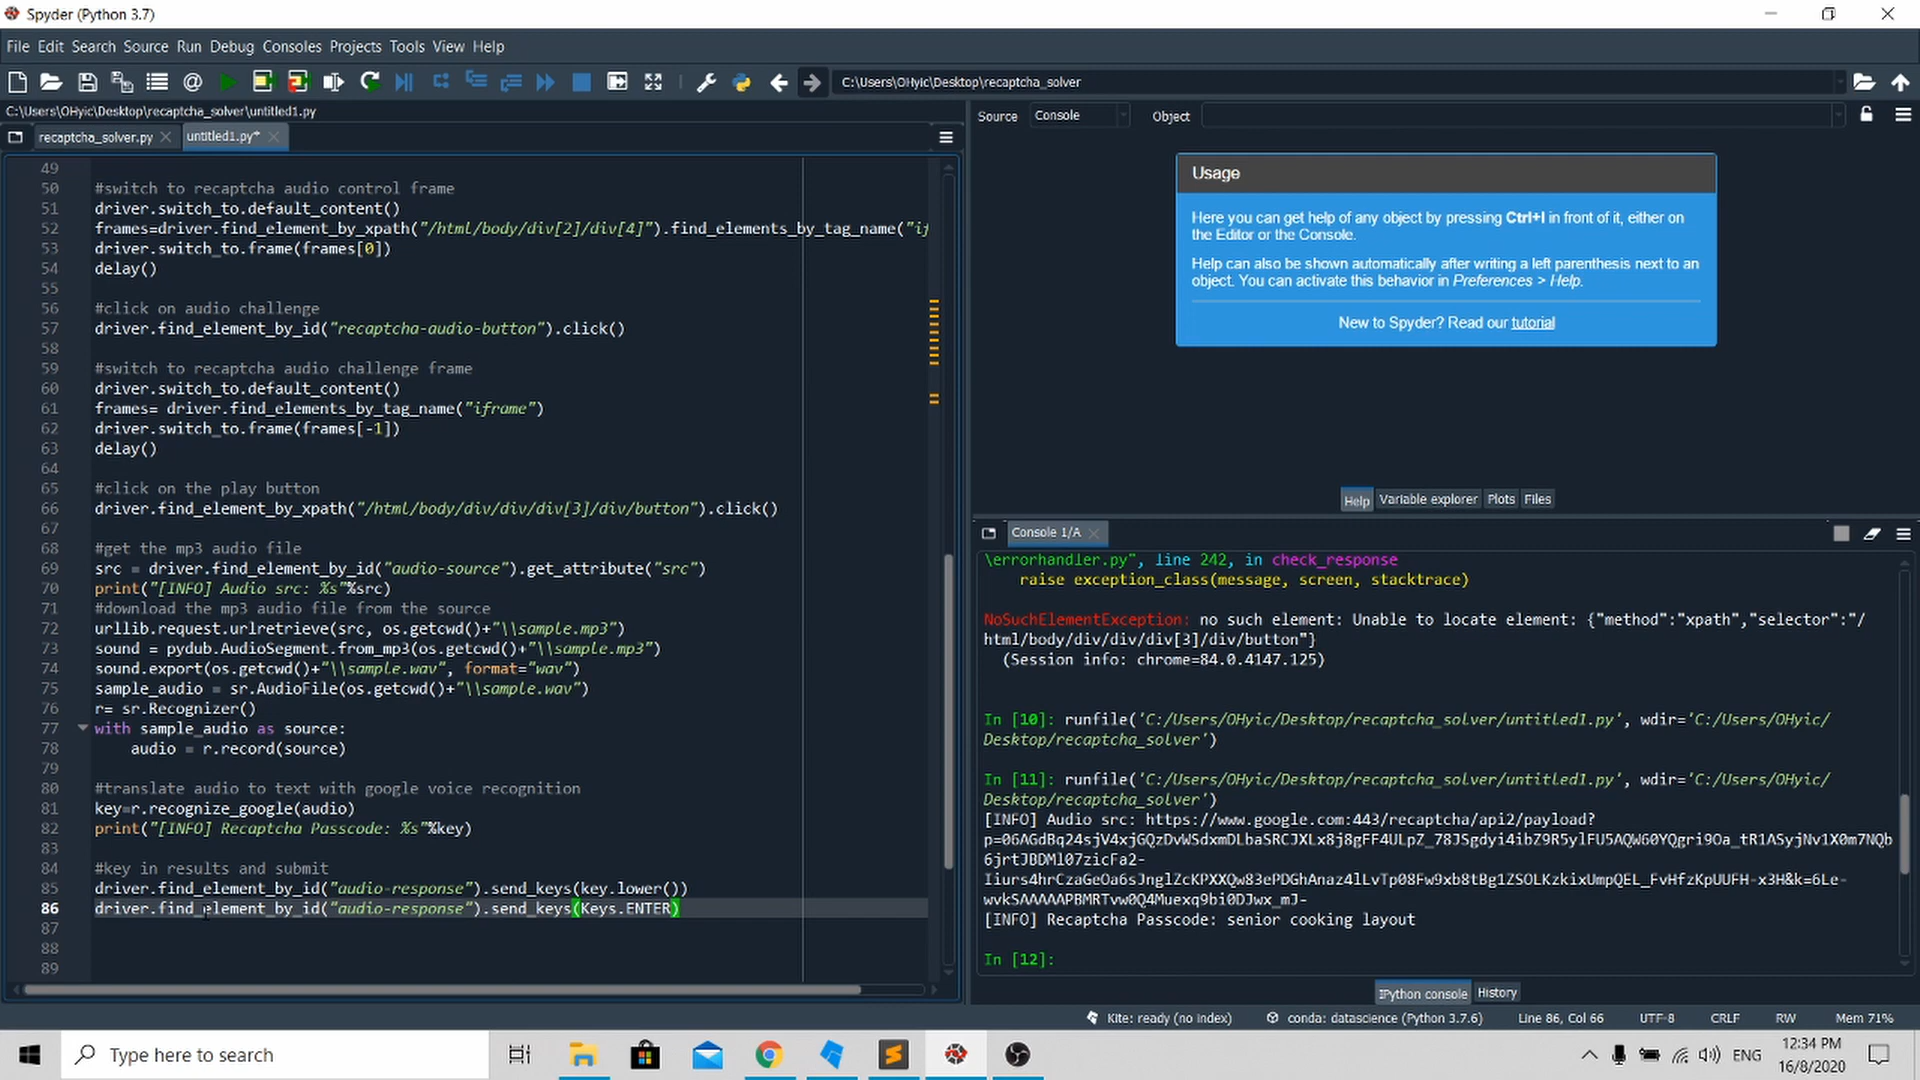 Spyder (Python 3.7)
File Edit Search Source Run Debug Consoles Projects Tools View Help
C:\Users\OHyic\Desktop\recaptcha_solver
C:\Users\OHyic\Desktop\recaptcha_solver\untitled1.py
recaptcha_solver.py
untitled1.py*
49
50 #switch to recaptcha audio control frame
51 driver.switch_to.default_content()
52 frames=driver.find_element_by_xpath("/html/body/div[2]/div[4]").find_elements_by_tag_name("if
53 driver.switch_to.frame(frames[0])
54 delay()
55
56 #click on audio challenge
57 driver.find_element_by_id("recaptcha-audio-button").click()
58
59 #switch to recaptcha audio challenge frame
60 driver.switch_to.default_content()
61 frames= driver.find_elements_by_tag_name("iframe")
62 driver.switch_to.frame(frames[-1])
63 delay()
64
65 #click on the play button
66 driver.find_element_by_xpath("/html/body/div/div/div[3]/div/button").click()
67
68 #get the mp3 audio file
69 src = driver.find_element_by_id("audio-source").get_attribute("src")
70 print("[INFO] Audio src: %s"%src)
71 #download the mp3 audio file from the source
72 urllib.request.urlretrieve(src, os.getcwd()+"\\sample.mp3")
73 sound = pydub.AudioSegment.from_mp3(os.getcwd()+"\\sample.mp3")
74 sound.export(os.getcwd()+"\\sample.wav", format="wav")
75 sample_audio = sr.AudioFile(os.getcwd()+"\\sample.wav")
76 r= sr.Recognizer()
77 with sample_audio as source:
78 audio = r.record(source)
79
80 #translate audio to text with google voice recognition
81 key=r.recognize_google(audio)
82 print("[INFO] Recaptcha Passcode: %s"%key)
83
84 #key in results and submit
85 driver.find_element_by_id("audio-response").send_keys(key.lower())
86 driver.find_element_by_id("audio-response").send_keys(Keys.ENTER)
87
88
89
Source Console Object
Usage
Here you can get help of any object by pressing Ctrl+I in front of it, either on
the Editor or the Console.
Help can also be shown automatically after writing a left parenthesis next to an
object. You can activate this behavior in Preferences > Help.
New to Spyder? Read our tutorial
Help Variable explorer Plots Files
Console 1/A
\errorhandler.py", line 242, in check_response
raise exception_class(message, screen, stacktrace)
NoSuchElementException: no such element: Unable to locate element: {"method":"xpath","selector":"/
html/body/div/div/div[3]/div/button"}
(Session info: chrome=84.0.4147.125)
In [10]: runfile('C:/Users/OHyic/Desktop/recaptcha_solver/untitled1.py', wdir='C:/Users/OHyic/
Desktop/recaptcha_solver')
In [11]: runfile('C:/Users/OHyic/Desktop/recaptcha_solver/untitled1.py', wdir='C:/Users/OHyic/
Desktop/recaptcha_solver')
[INFO] Audio src: https://www.google.com:443/recaptcha/api2/payload?
p=06AGdBq24sjV4xjGQzDvWSdxmDLbaSRCJXLx8j8gFF4ULpZ_78JSgdyi4ibZ9R5ylFU5AQW60YQgri9Oa_tR1ASyjNv1X0m7NQb
6jrtJBDMl07zicFa2-
Iiurs4hrCzaGeOa6sJnglZcKPXXQw83ePDGhAnaz4lLvTp08Fw9xb8tBg1ZSOLKzkixUmpQEL_FvHfzKpUUFH-x3H&k=6Le-
wvkSAAAAAPBMRTvw0Q4Muexq9bi0DJwx_mJ-
[INFO] Recaptcha Passcode: senior cooking layout
In [12]:
IPython console History
Kite: ready (no index) conda: datascience (Python 3.7.6) Line 86, Col 66 UTF-8 CRLF RW Mem 71%
Type here to search
ENG
12:34 PM
16/8/2020